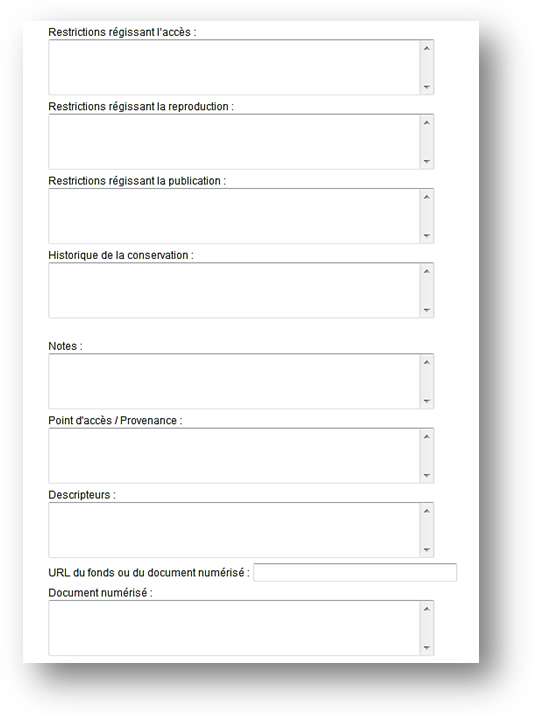 Restrictions régissant l'accès :
Restrictions régissant la reproduction :
Restrictions régissant la publication :
Historique de la conservation :
Notes :
Point d'accès / Provenance :
Descripteurs :
URL du fonds ou du document numérisé :
Document numérisé :